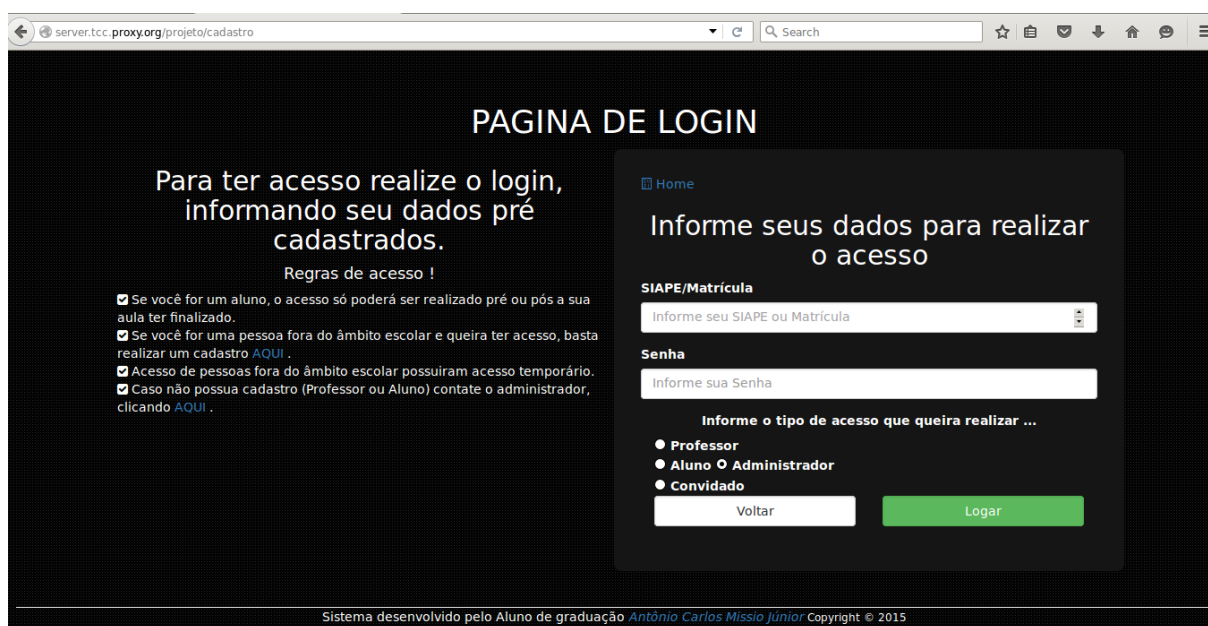 server.tcc.proxy.org/projeto/cadastro
Search
PAGINA DE LOGIN
Para ter acesso realize o login,
informando seu dados pré
cadastrados.
Regras de acesso !
Se você for um aluno, o acesso só poderá ser realizado pré ou pós a sua
aula ter finalizado.
Se você for uma pessoa fora do âmbito escolar e queira ter acesso, basta
realizar um cadastro AQUI .
Acesso de pessoas fora do âmbito escolar possuiram acesso temporário.
Caso não possua cadastro (Professor ou Aluno) contate o administrador,
clicando AQUI .
Home
Informe seus dados para realizar
o acesso
SIAPE/Matrícula
Informe seu SIAPE ou Matrícula
Senha
Informe sua Senha
Informe o tipo de acesso que queira realizar ...
Professor
Aluno Administrador
Convidado
Voltar Logar
Sistema desenvolvido pelo Aluno de graduação Antônio Carlos Missio Júnior Copyright © 2015